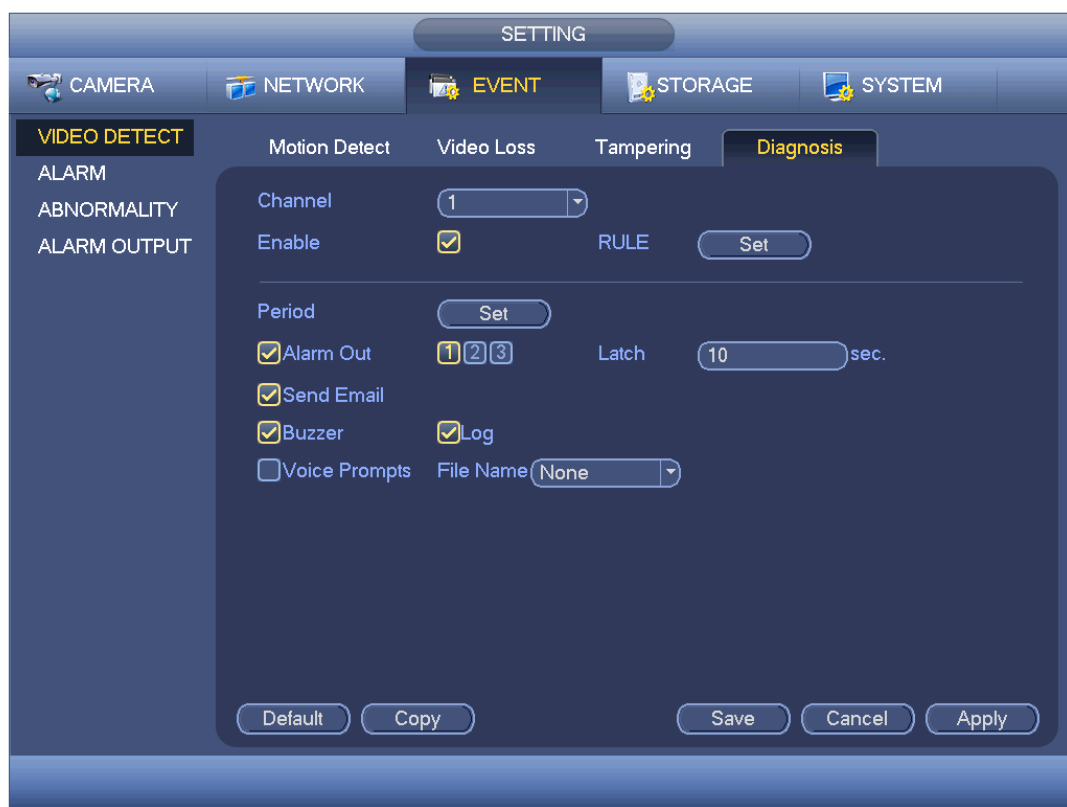 SETTING
CAMERA NETWORK EVENT STORAGE SYSTEM
VIDEO DETECT
ALARM
ABNORMALITY
ALARM OUTPUT
Motion Detect Video Loss Tampering Diagnosis
Channel 1
Enable RULE Set
Period Set
Alarm Out 1 2 3 Latch 10 sec.
Send Email
Buzzer Log
Voice Prompts File Name None
Default Copy Save Cancel Apply